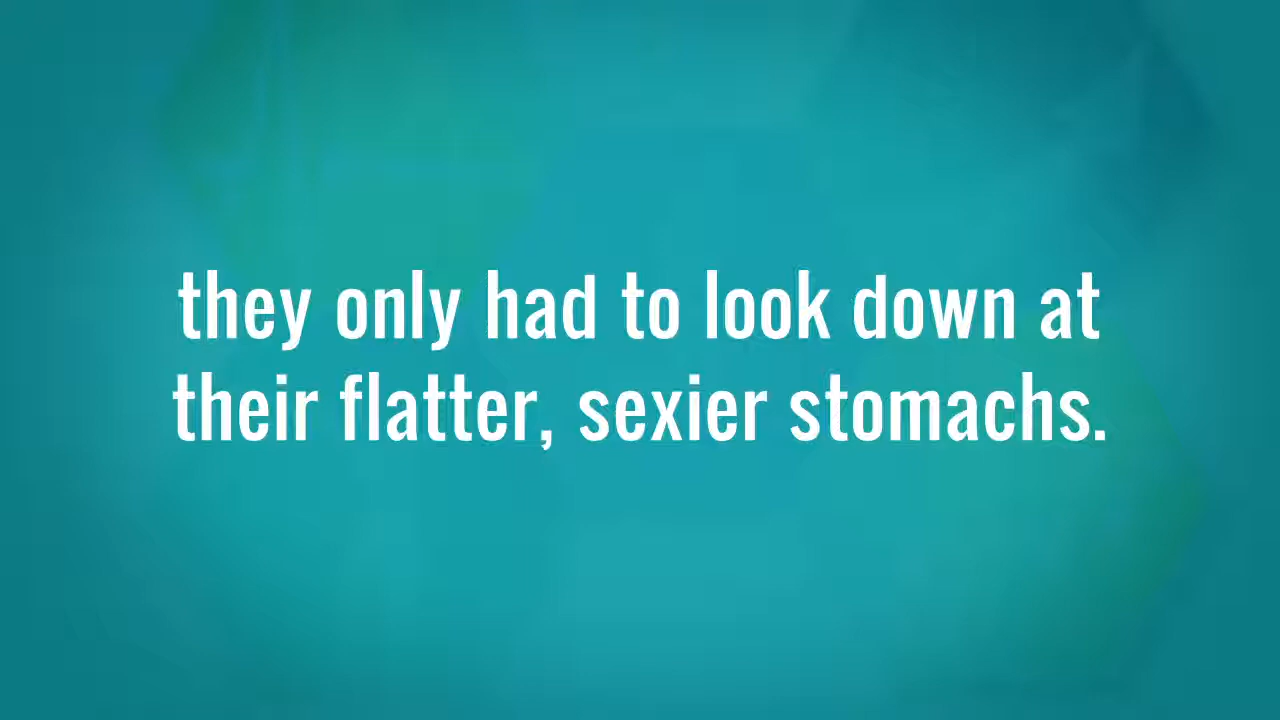 they only had to look down at
their flatter, sexier stomachs.